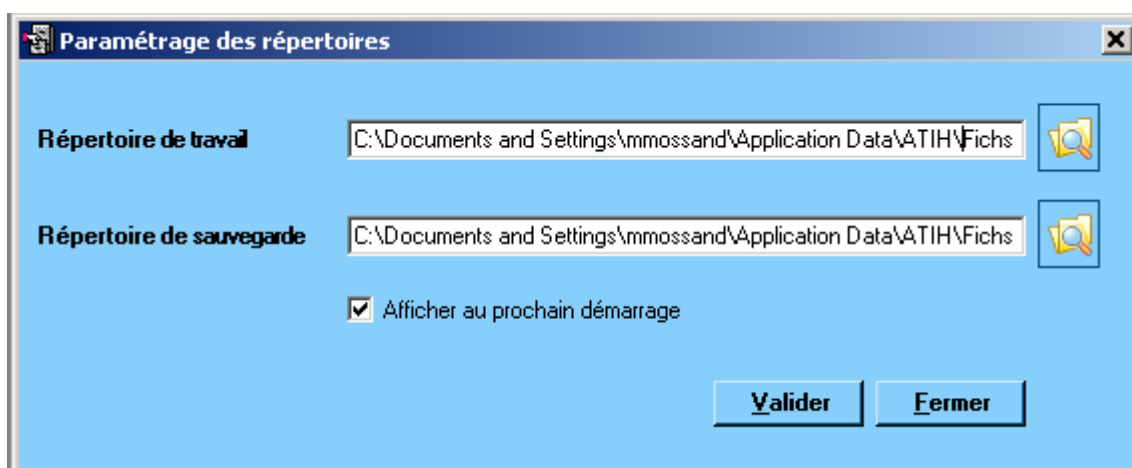 Paramétrage des répertoires
Répertoire de travail C:\Documents and Settings\mmossand\Application Data\ATIH\Fichs
Répertoire de sauvegarde C:\Documents and Settings\mmossand\Application Data\ATIH\Fichs
Afficher au prochain démarrage
Valider Fermer